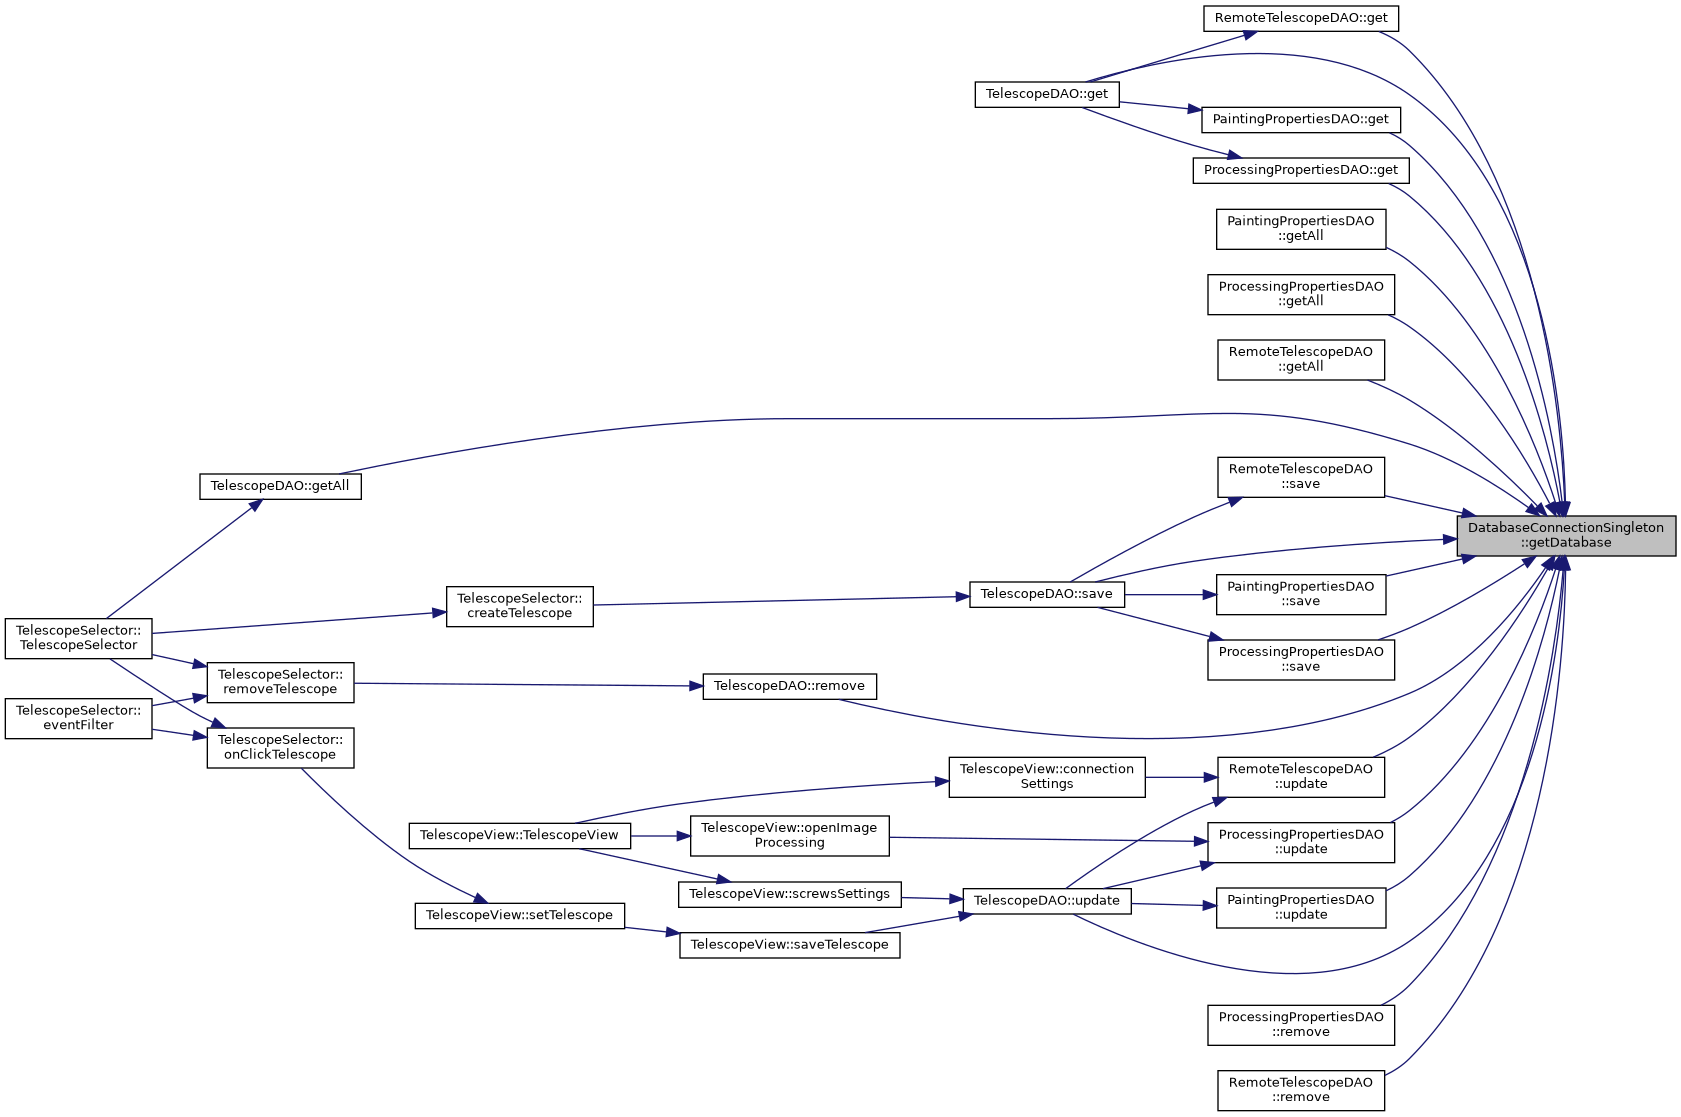 RemoteTelescopeDAO::get
TelescopeDAO::get
PaintingPropertiesDAO::get
ProcessingPropertiesDAO::get
PaintingPropertiesDAO
::getAll
ProcessingPropertiesDAO
::getAll
RemoteTelescopeDAO
::getAll
TelescopeDAO::getAll
RemoteTelescopeDAO
::save
DatabaseConnectionSingleton
::getDatabase
TelescopeSelector::
createTelescope
TelescopeDAO::save
PaintingPropertiesDAO
::save
TelescopeSelector::
TelescopeSelector
ProcessingPropertiesDAO
::save
TelescopeSelector::
removeTelescope
TelescopeDAO::remove
TelescopeSelector::
eventFilter
TelescopeSelector::
onClickTelescope
TelescopeView::connection
Settings
RemoteTelescopeDAO
::update
TelescopeView::TelescopeView
TelescopeView::openImage
Processing
ProcessingPropertiesDAO
::update
TelescopeView::screwsSettings
TelescopeDAO::update
PaintingPropertiesDAO
::update
TelescopeView::setTelescope
TelescopeView::saveTelescope
ProcessingPropertiesDAO
::remove
RemoteTelescopeDAO
::remove